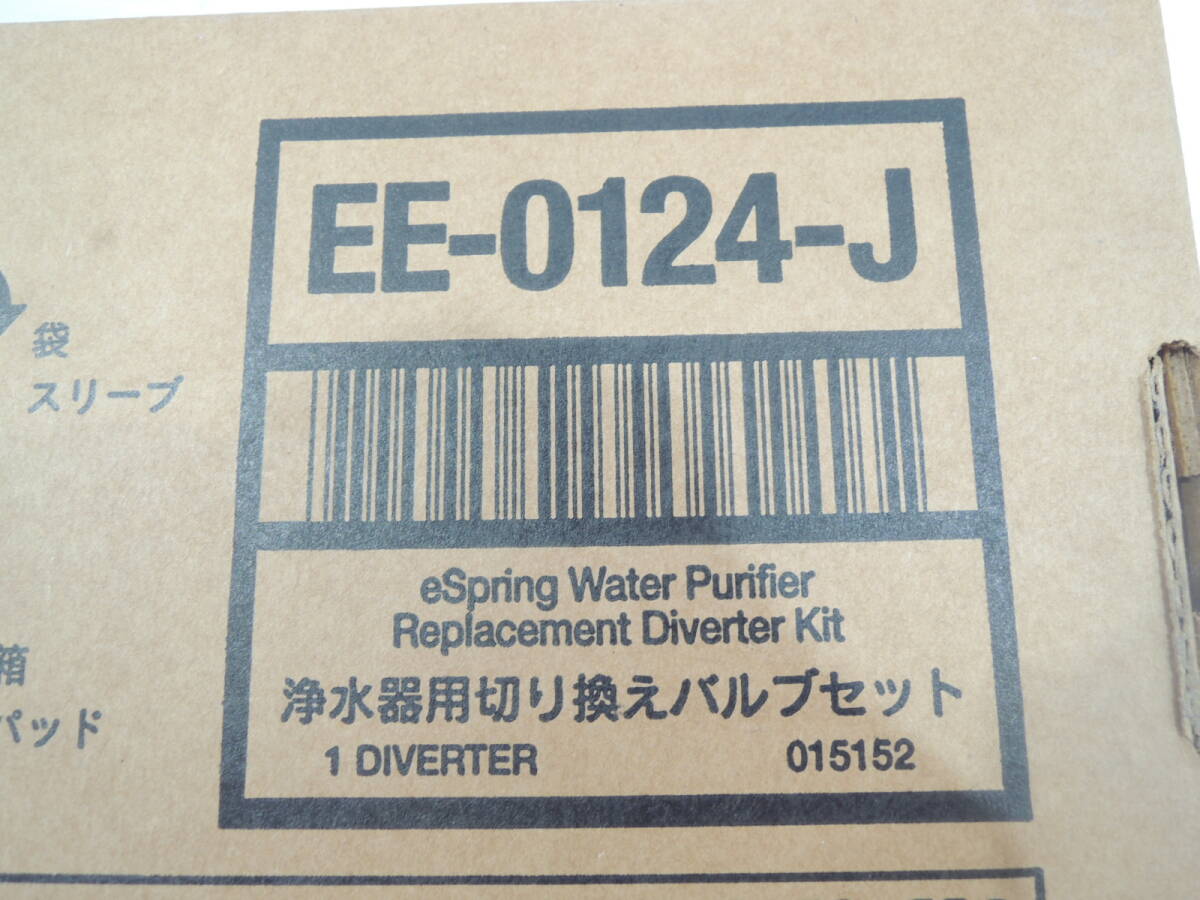 EE-0124-J
袋
スリーブ
eSpring Water Purifier
Replacement Diverter Kit
浄水器用切り換えバルブセット
1 DIVERTER 015152
箱
パッド